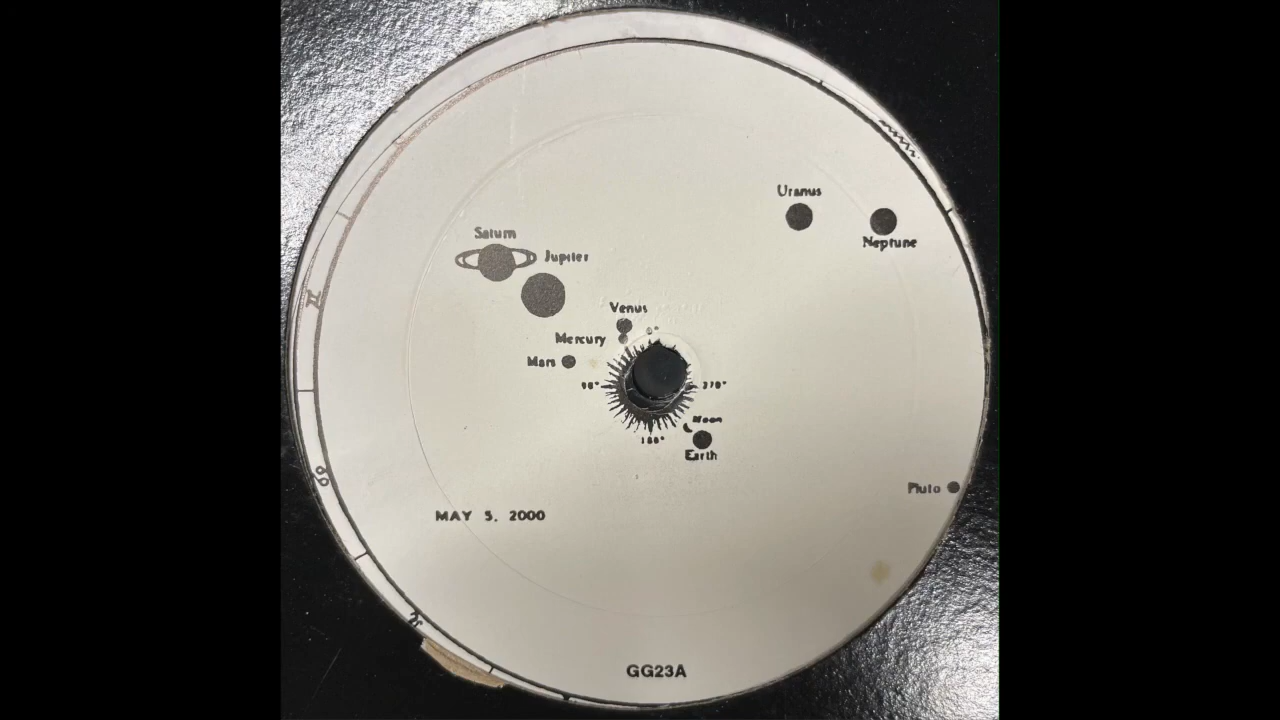 Uranus
Neptune
Saturn
Jupiter
Venus
Mercury
0°
Mars
90°
270°
Moon
180°
Earth
Pluto
MAY 5, 2000
GG23A